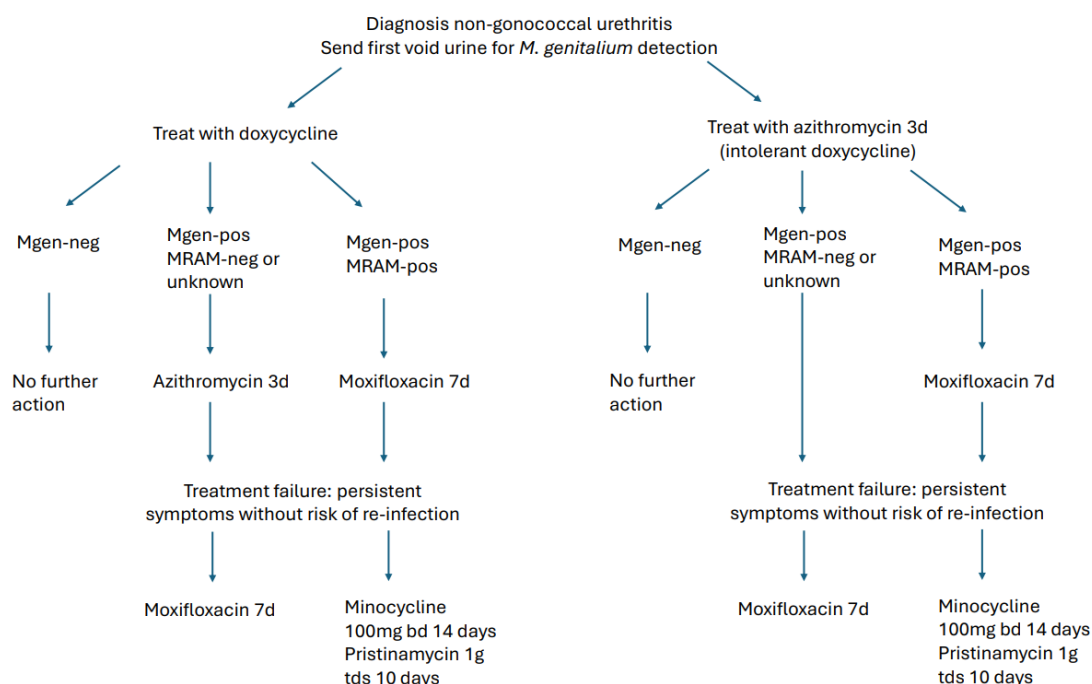 Diagnosis non-gonococcal urethritis
Send first void urine for M. genitalium detection
Treat with doxycycline
Treat with azithromycin 3d
(intolerant doxycycline)
Mgen-neg
Mgen-pos
MRAM-neg or
unknown
Mgen-pos
MRAM-pos
Mgen-neg
Mgen-pos
MRAM-neg or
unknown
Mgen-pos
MRAM-pos
No further
action
Azithromycin 3d
Moxifloxacin 7d
No further
action
Moxifloxacin 7d
Treatment failure: persistent
symptoms without risk of re-infection
Treatment failure: persistent
symptoms without risk of re-infection
Moxifloxacin 7d
Minocycline
100mg bd 14 days
Pristinamycin 1g
tds 10 days
Moxifloxacin 7d
Minocycline
100mg bd 14 days
Pristinamycin 1g
tds 10 days